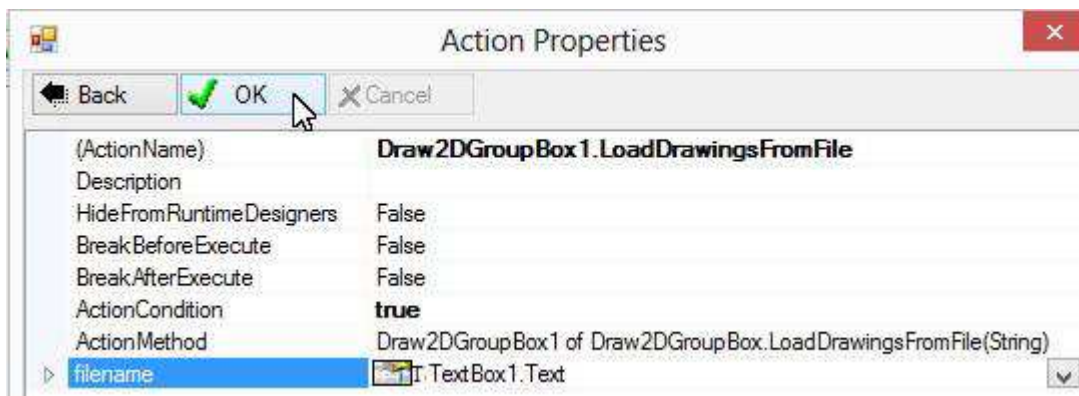 Action Properties
Back OK Cancel
(ActionName) Draw2DGroupBox1.LoadDrawingsFromFile
Description
HideFromRuntimeDesigners False
BreakBeforeExecute False
BreakAfterExecute False
ActionCondition true
ActionMethod Draw2DGroupBox1 of Draw2DGroupBox.LoadDrawingsFromFile(String)
filename TextBox1.Text